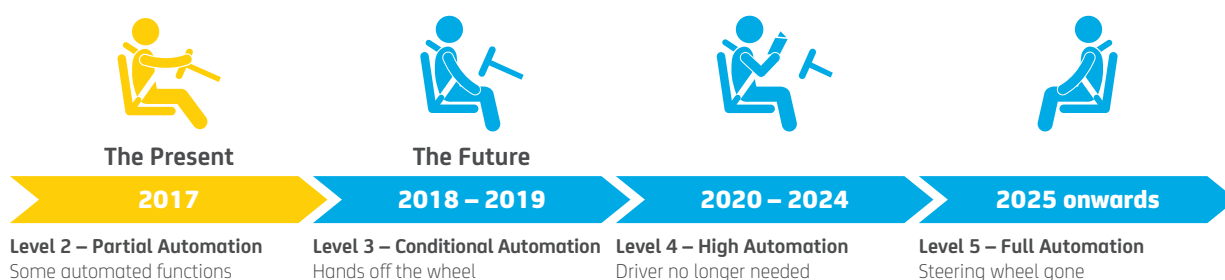 The Present
The Future
2017
2018 – 2019
2020 – 2024
2025 onwards
Level 2 – Partial Automation
Some automated functions
Level 3 – Conditional Automation
Hands off the wheel
Level 4 – High Automation
Driver no longer needed
Level 5 – Full Automation
Steering wheel gone